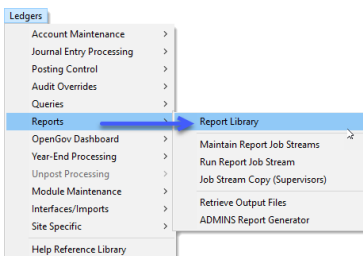 Ledgers
Account Maintenance
Journal Entry Processing
Posting Control
Audit Overrides
Queries
Reports
OpenGov Dashboard
Year-End Processing
Unpost Processing
Module Maintenance
Interfaces/Imports
Site Specific
Help Reference Library
Report Library
Maintain Report Job Streams
Run Report Job Stream
Job Stream Copy (Supervisors)
Retrieve Output Files
ADMINS Report Generator